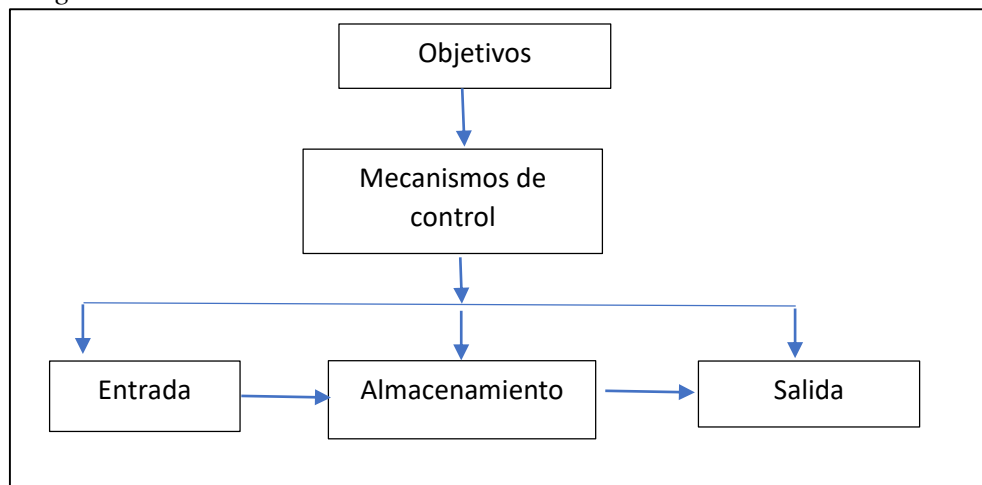 Objetivos
Mecanismos de
control
Entrada
Almacenamiento
Salida